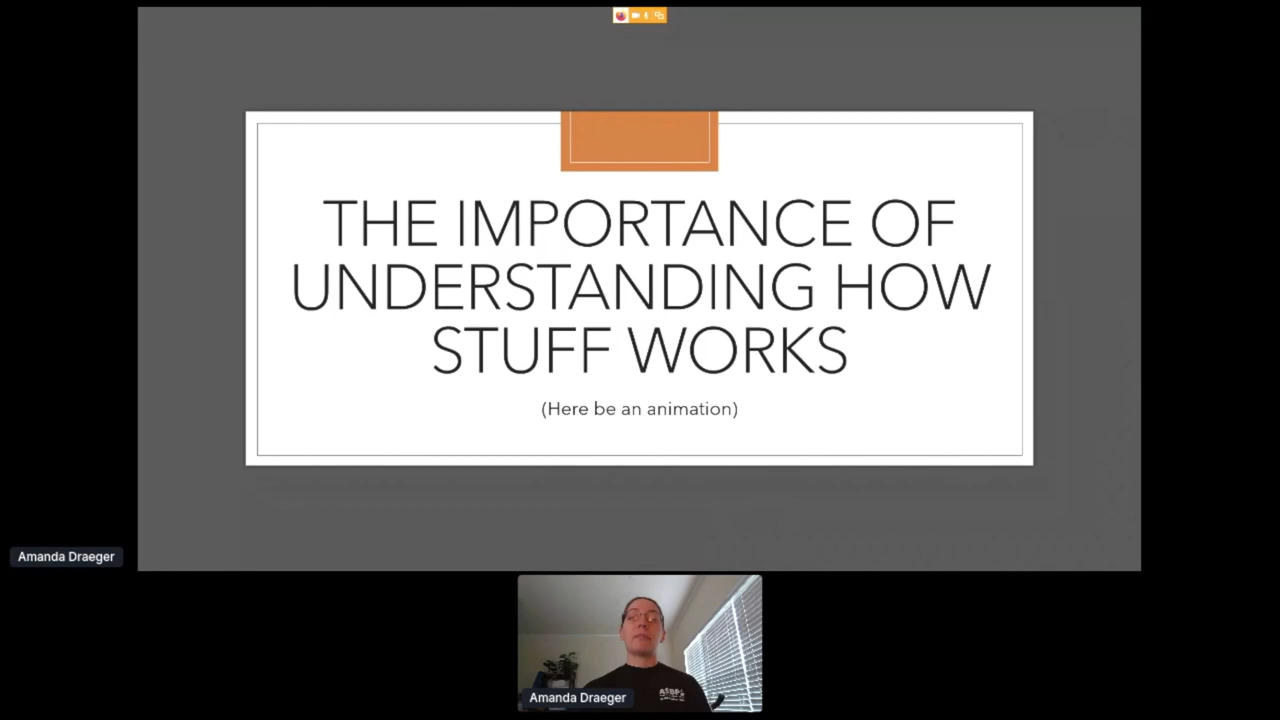 THE IMPORTANCE OF
UNDERSTANDING HOW
STUFF WORKS
(Here be an animation)
Amanda Draeger
Amanda Draeger